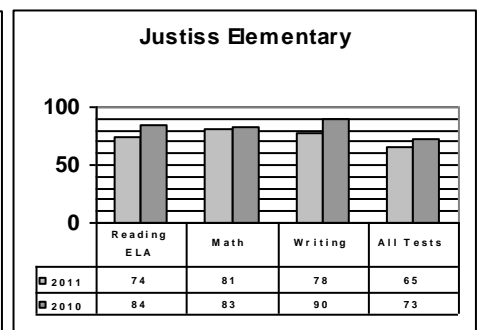 Justiss Elementary
100
50
0
Reading ELA Math Writing All Tests
2011 74 81 78 65
2010 84 83 90 73